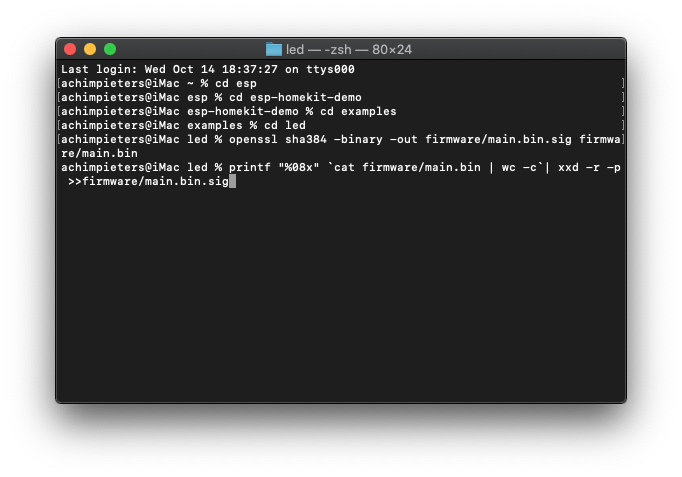 led — -zsh — 80×24
Last login: Wed Oct 14 18:37:27 on ttys000
[achimpieters@iMac ~ % cd esp ]
[achimpieters@iMac esp % cd esp-homekit-demo ]
[achimpieters@iMac esp-homekit-demo % cd examples ]
[achimpieters@iMac examples % cd led ]
[achimpieters@iMac led % openssl sha384 -binary -out firmware/main.bin.sig firmwa]
re/main.bin
achimpieters@iMac led % printf "%08x" `cat firmware/main.bin | wc -c`| xxd -r -p
 >>firmware/main.bin.sig